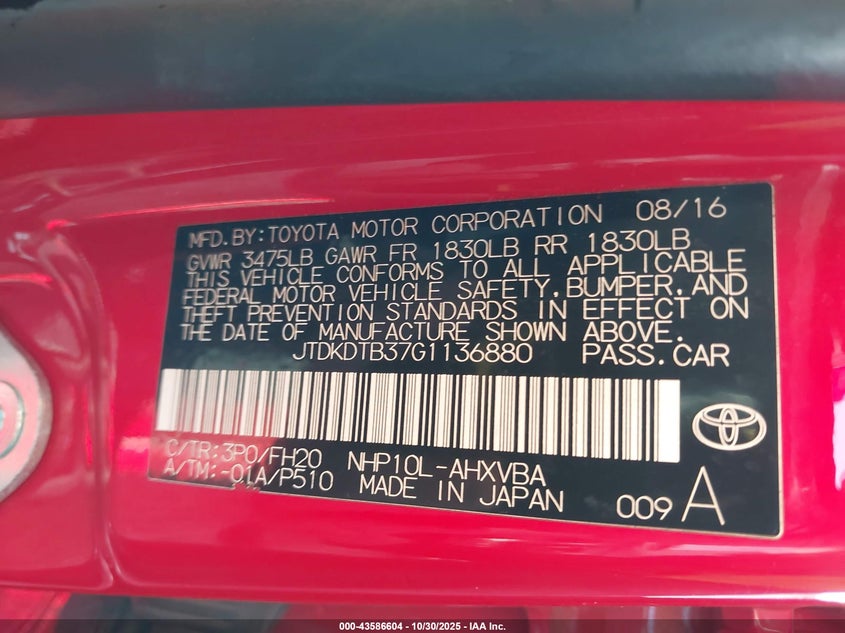 MFD.BY:TOYOTA MOTOR CORPORATION 08/16
GVWR 3475LB GAWR FR 1830LB RR 1830LB
THIS VEHICLE CONFORMS TO ALL APPLICABLE
FEDERAL MOTOR VEHICLE SAFETY,BUMPER,AND
THEFT PREVENTION STANDARDS IN EFFECT ON
THE DATE OF MANUFACTURE SHOWN ABOVE.
JTDKDTB37G1136880 PASS.CAR
C/TR:3P0/FH20 NHP10L-AHXVBA
A/TM:-01A/P510 MADE IN JAPAN
009 A
000-43586604 / 10/30/2025 - IAA Inc.